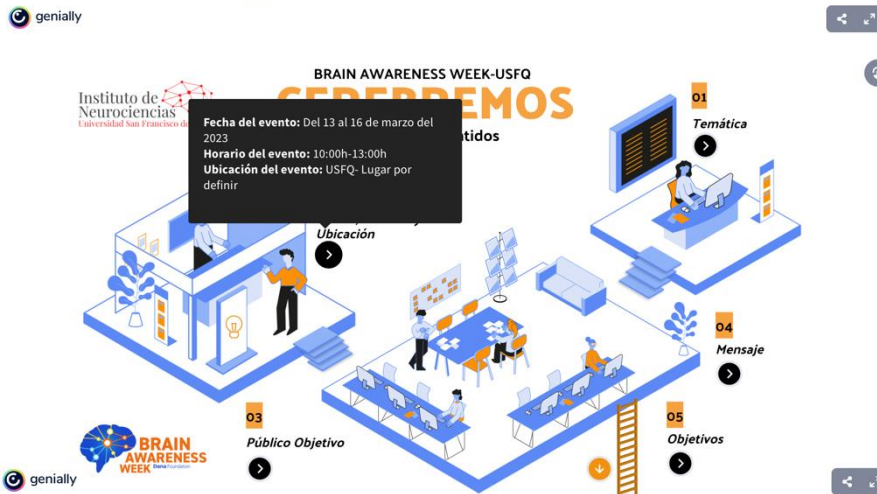 genially
BRAIN AWARENESS WEEK-USFQ
Instituto de
Neurociencias
Universidad San Francisco de
Fecha del evento: Del 13 al 16 de marzo del
2023
Horario del evento: 10:00h-13:00h
Ubicación del evento: USFQ- Lugar por
definir
Ubicación
01
Temática
04
Mensaje
03
Público Objetivo
05
Objetivos
BRAIN
AWARENESS
WEEK Dana Foundation
genially